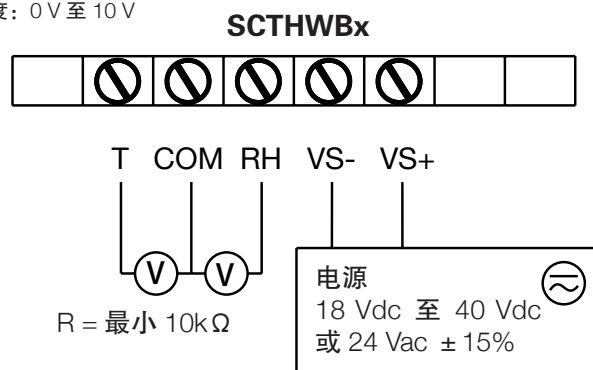 度: 0 V 至 10 V
SCTHWBx
T COM RH VS- VS+
V V
R = 最小 10kΩ
电源
18 Vdc 至 40 Vdc
或 24 Vac ± 15%